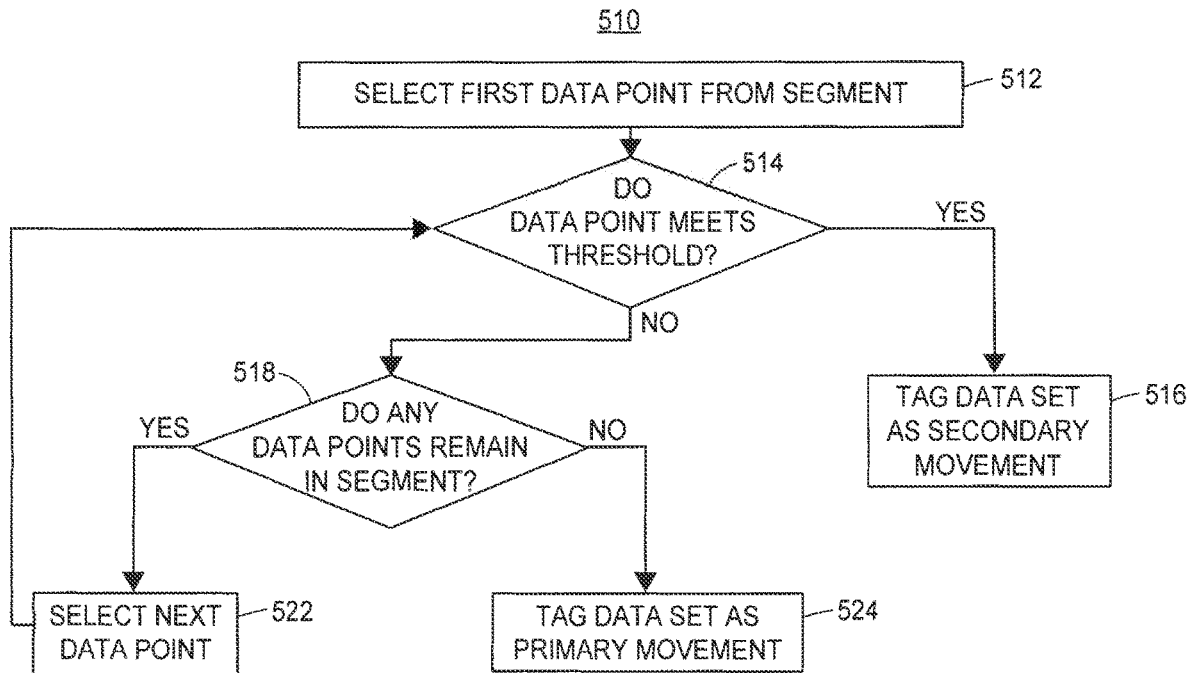 510
SELECT FIRST DATA POINT FROM SEGMENT
512
514
DO
DATA POINT MEETS
THRESHOLD?
YES
NO
518
DO ANY
DATA POINTS REMAIN
IN SEGMENT?
YES
NO
TAG DATA SET
AS SECONDARY
MOVEMENT
516
SELECT NEXT
DATA POINT
522
TAG DATA SET AS
PRIMARY MOVEMENT
524